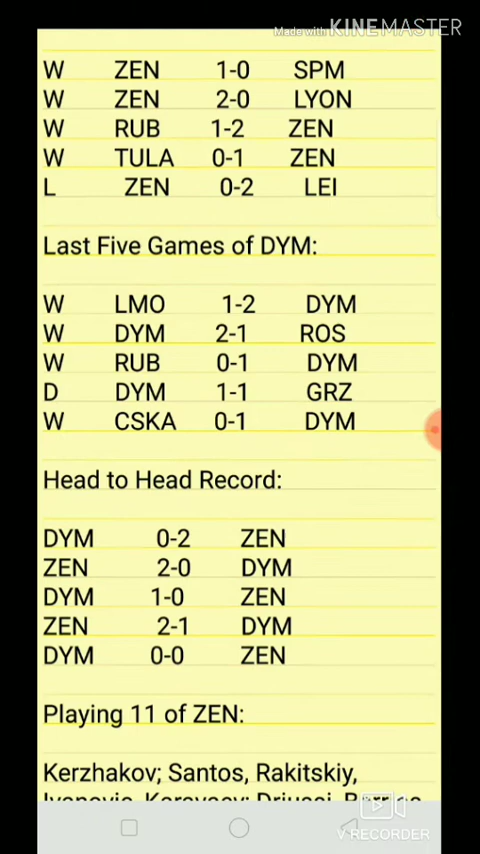 Made with KINEMASTER
W ZEN 1-0 SPM
W ZEN 2-0 LYON
W RUB 1-2 ZEN
W TULA 0-1 ZEN
L ZEN 0-2 LEI
Last Five Games of DYM:
W LMO 1-2 DYM
W DYM 2-1 ROS
W RUB 0-1 DYM
D DYM 1-1 GRZ
W CSKA 0-1 DYM
Head to Head Record:
DYM 0-2 ZEN
ZEN 2-0 DYM
DYM 1-0 ZEN
ZEN 2-1 DYM
DYM 0-0 ZEN
Playing 11 of ZEN:
Kerzhakov; Santos, Rakitskiy,
V RECORDER